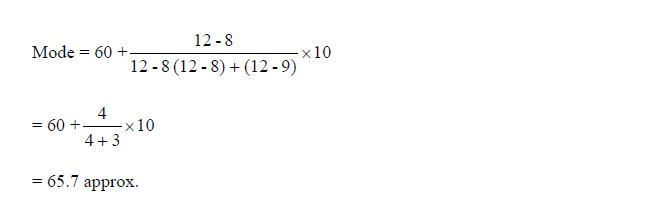 Mode = 60 + 12 - 8 / 12 - 8 (12 - 8) + (12 - 9) × 10
= 60 + 4 / 4 + 3 × 10
= 65.7 approx.